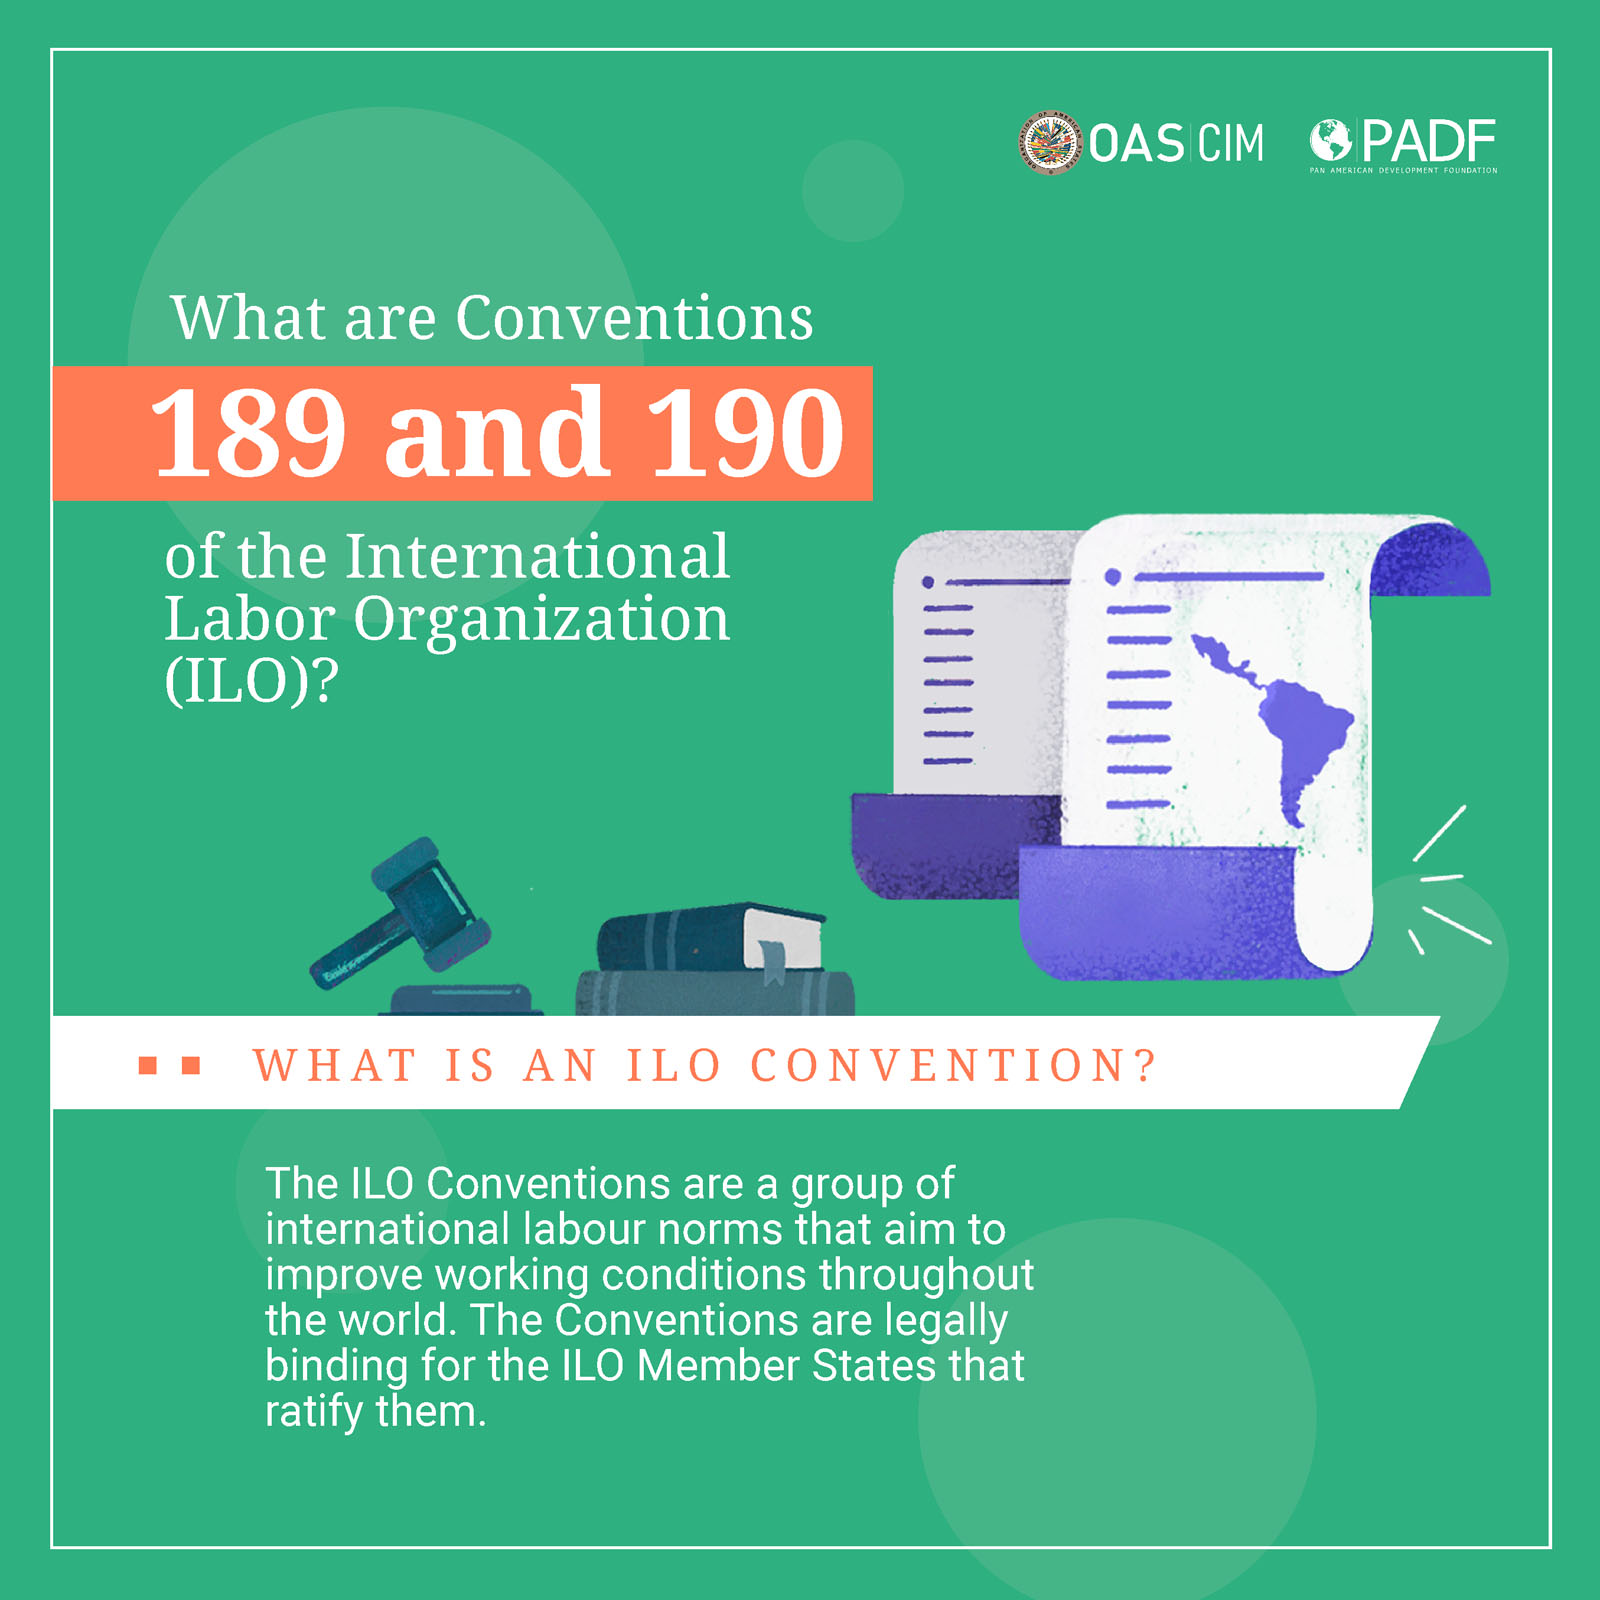 OAS CIM
PADF
PAN AMERICAN DEVELOPMENT FOUNDATION
What are Conventions
189 and 190
of the International
Labor Organization
(ILO)?
WHAT IS AN ILO CONVENTION?
The ILO Conventions are a group of
international labour norms that aim to
improve working conditions throughout
the world. The Conventions are legally
binding for the ILO Member States that
ratify them.